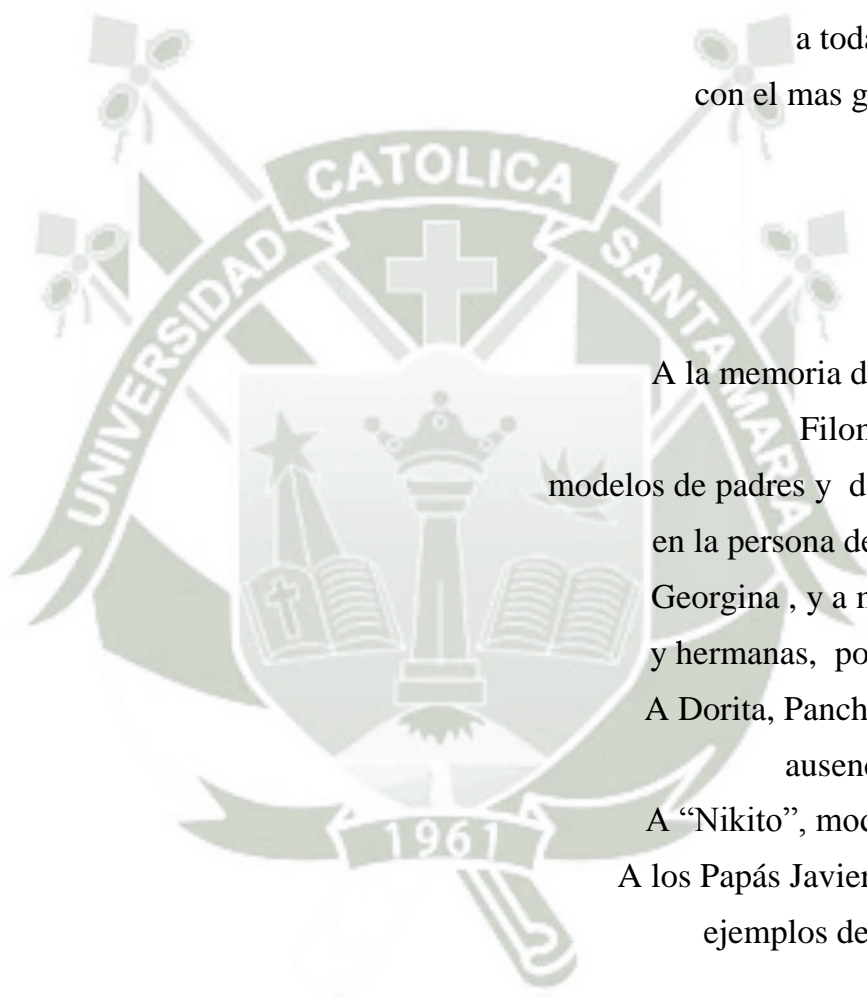 a toda
con el mas g
CATOLICA
UNIVERSIDAD
SANTA MARIA
A la memoria d
Filon
modelos de padres y d
en la persona de
Georgina , y a
y hermanas, po
A Dorita, Panch
ausenc
A “Nikito”, mod
1961
A los Papás Javier
ejemplos de